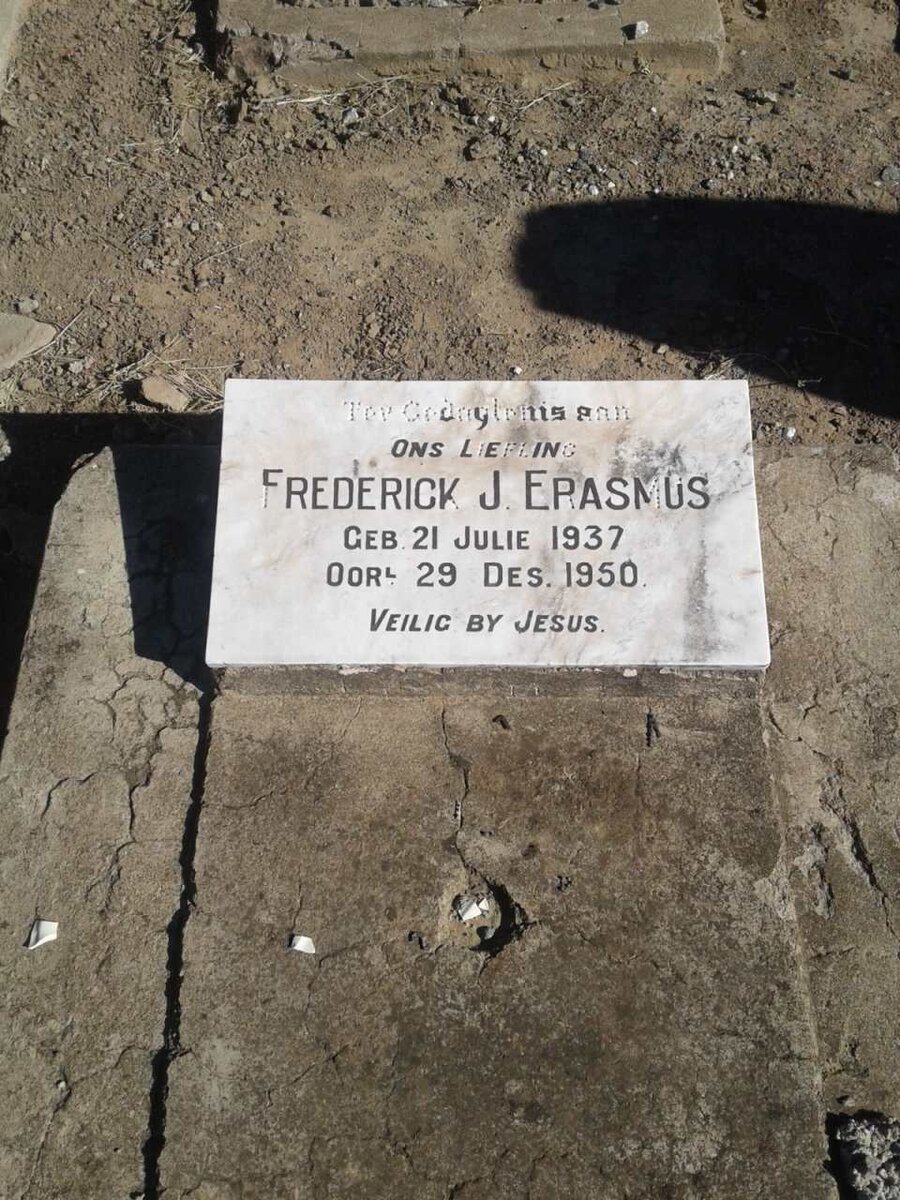 Ter Gedagtenis aan
Ons Liefling
Frederick J. Erasmus
Geb. 21 Julie 1937
Oorl. 29 Des. 1950.
Veilig by Jesus.